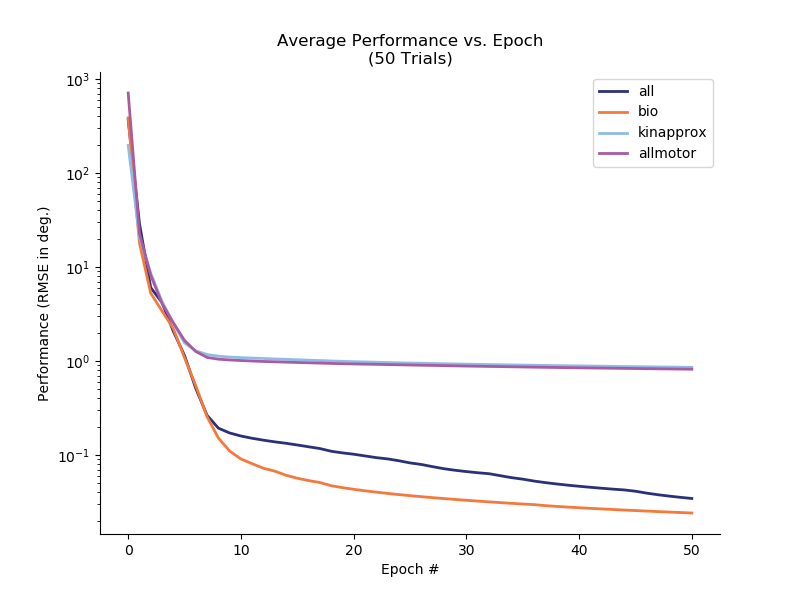 Average Performance vs. Epoch
(50 Trials)
all
bio
kinapprox
allmotor
Performance (RMSE in deg.)
10³
10²
10¹
10⁰
10⁻¹
0 10 20 30 40 50
Epoch #